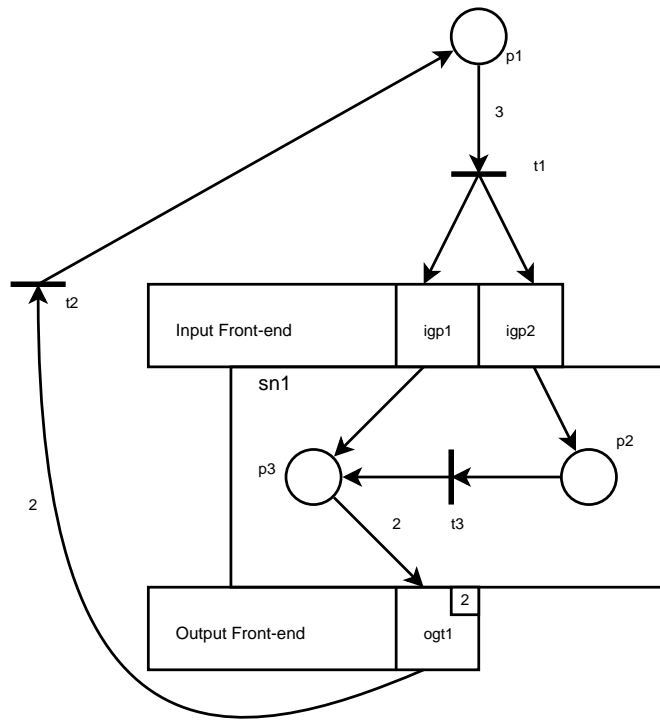 p1
3
t1
t2
Input Front-end
igp1
igp2
sn1
p2
p3
2
2
t3
2
Output Front-end
ogt1